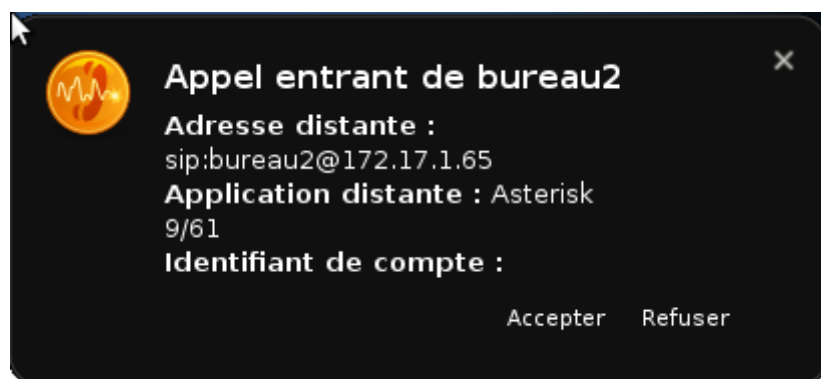 Appel entrant de bureau2
Adresse distante :
sip:bureau2@172.17.1.65
Application distante : Asterisk
9/61
Identifiant de compte :
Accepter Refuser